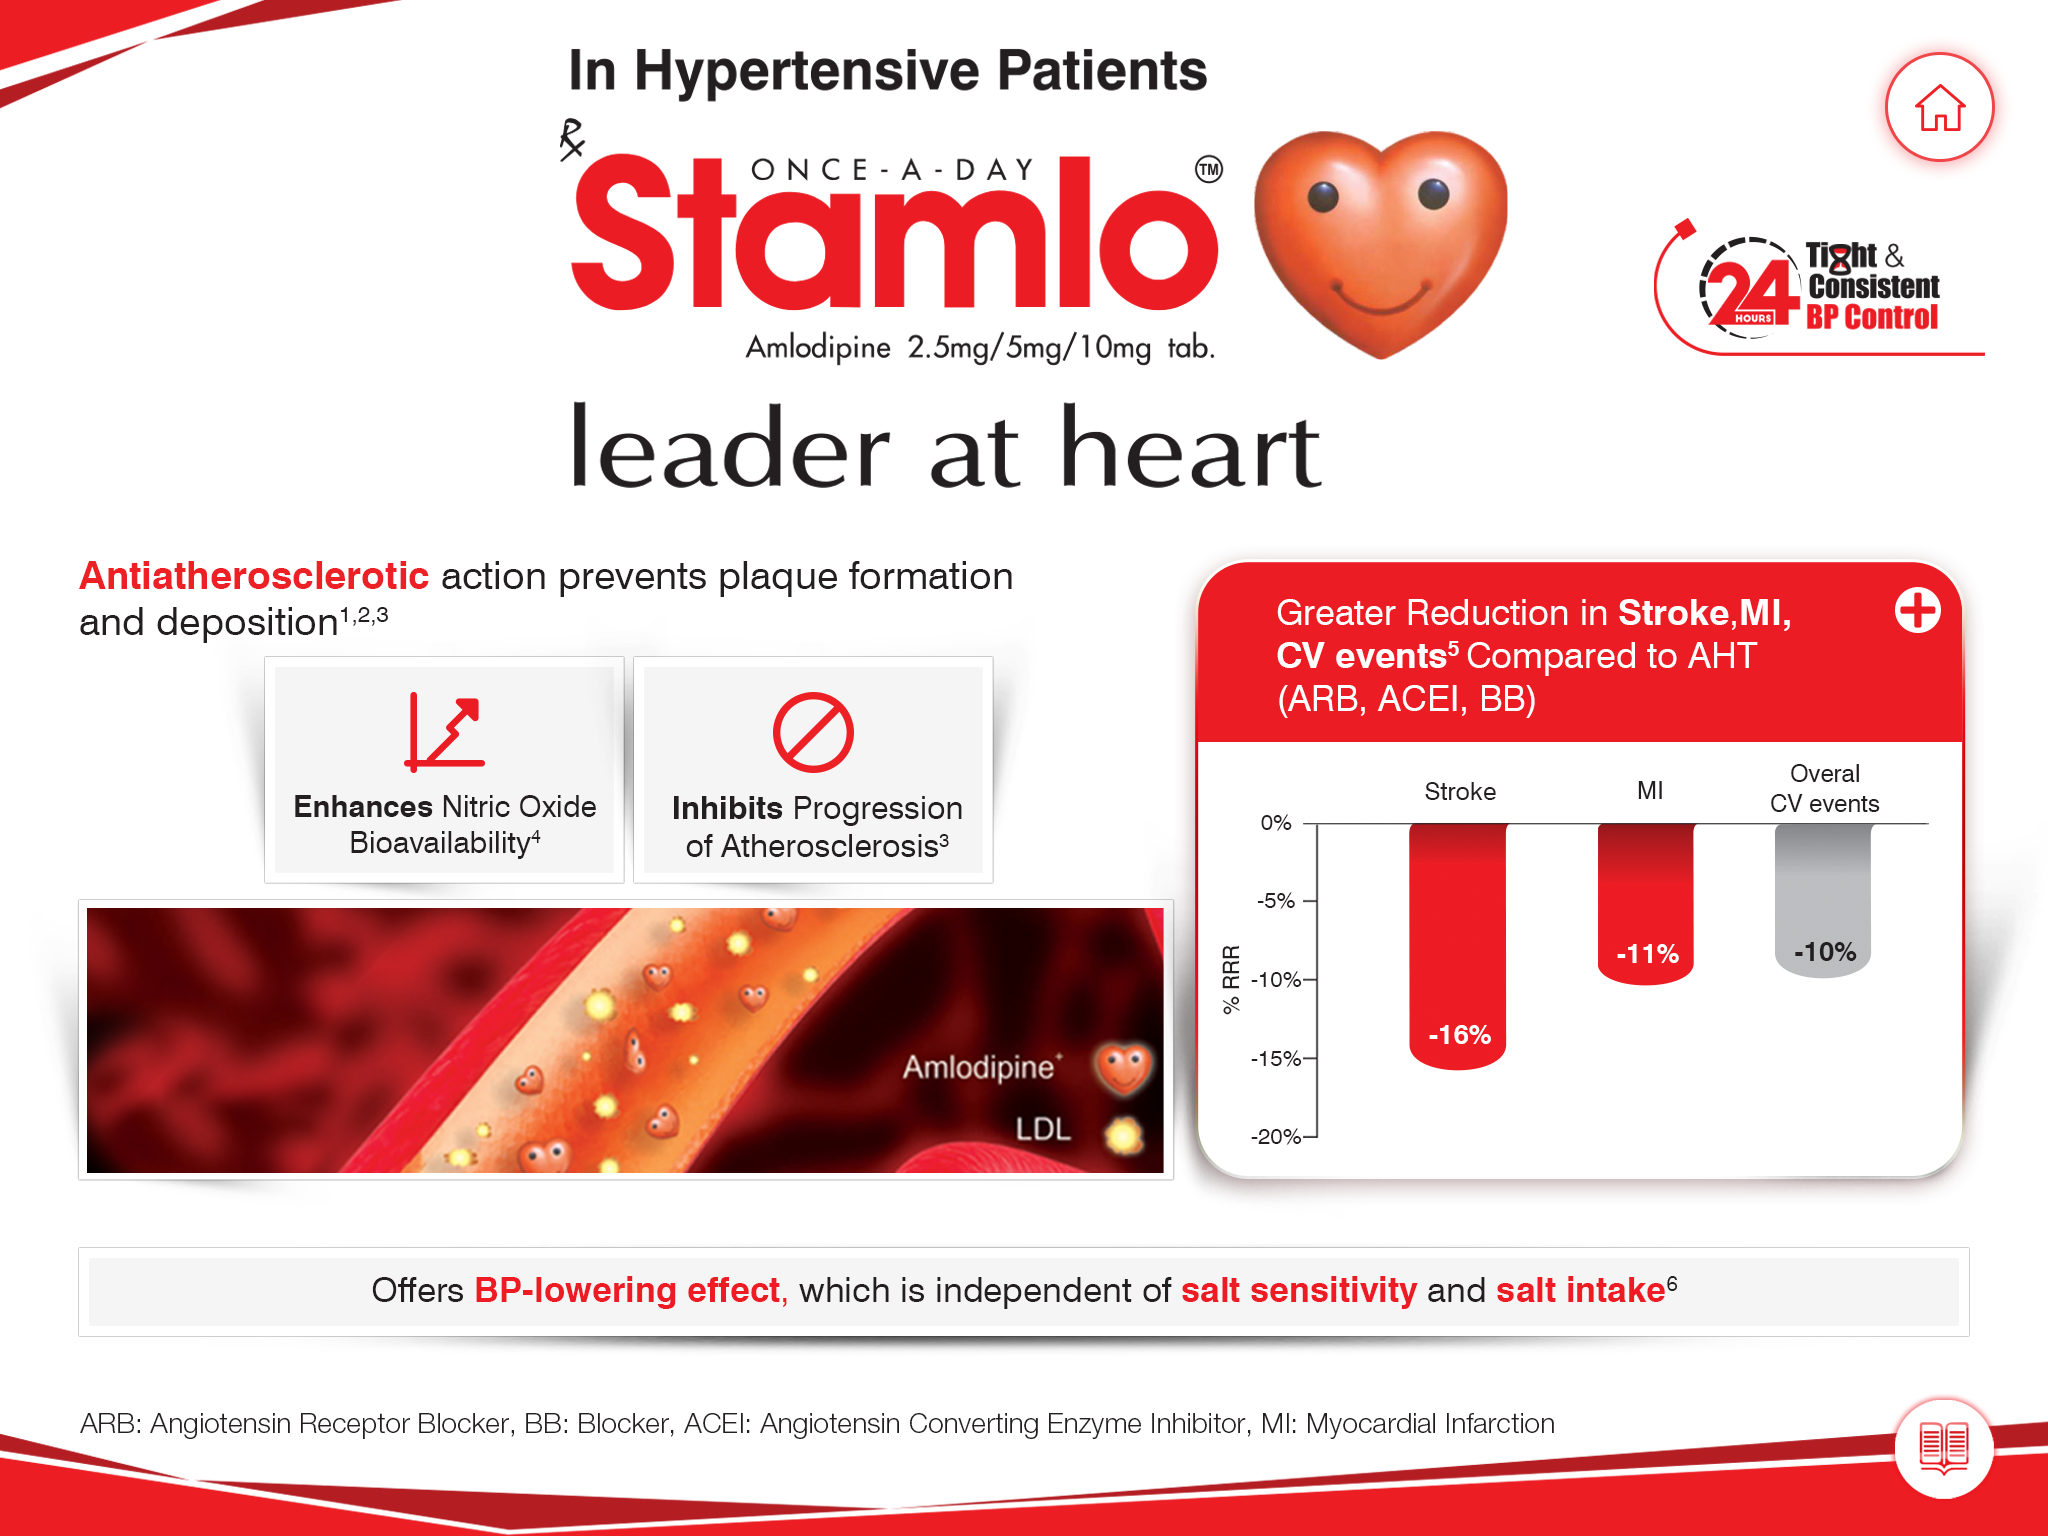 In Hypertensive Patients
Rx
ONCE-A-DAY
Stamlo™
Amlodipine 2.5mg/5mg/10mg tab.
leader at heart
24 HOURS
Tight &
Consistent
BP Control
Antiatherosclerotic action prevents plaque formation
and deposition1,2,3
Enhances Nitric Oxide
Bioavailability4
Inhibits Progression
of Atherosclerosis3
Amlodipine+
LDL
Greater Reduction in Stroke,MI,
CV events5 Compared to AHT
(ARB, ACEI, BB)
Stroke
MI
Overal
CV events
0%
-5%
-10%
-15%
-20%
% RRR
-16%
-11%
-10%
Offers BP-lowering effect, which is independent of salt sensitivity and salt intake6
ARB: Angiotensin Receptor Blocker, BB: Blocker, ACEI: Angiotensin Converting Enzyme Inhibitor, MI: Myocardial Infarction